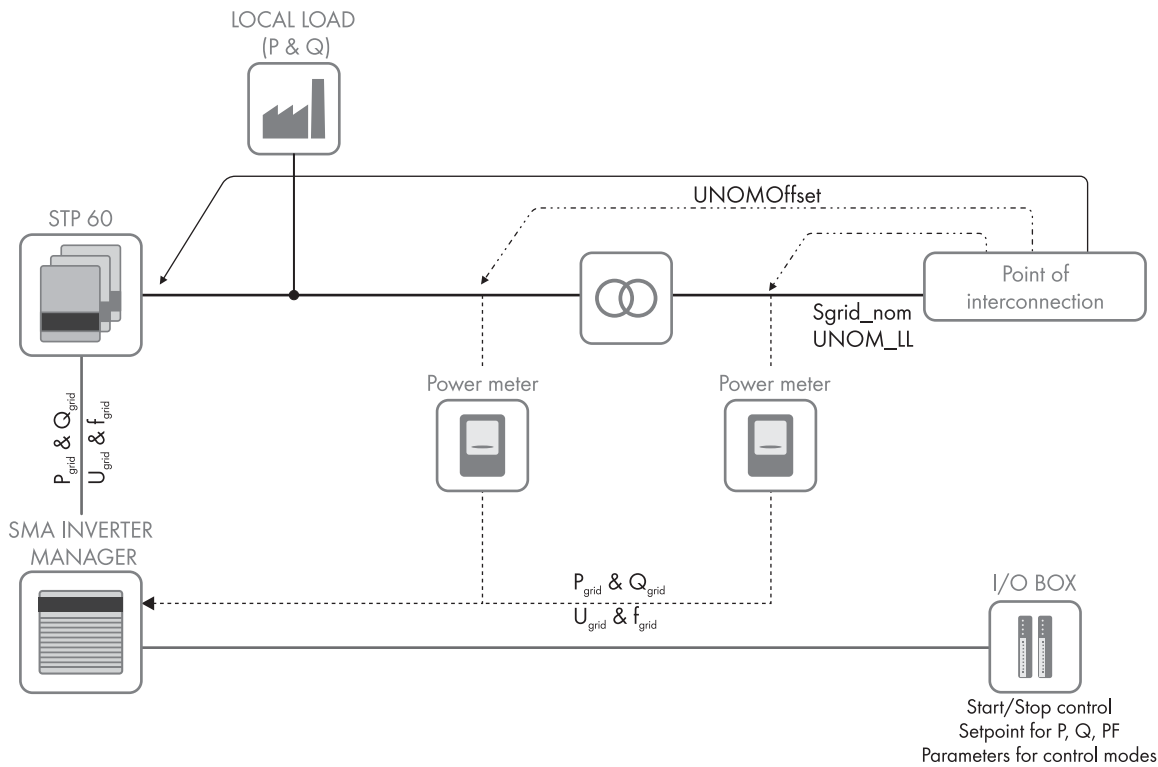 LOCAL LOAD
(P & Q)
UNOMOffset
STP 60
Point of
interconnection
Sgrid_nom
UNOM_LL
Power meter
Power meter
Pgrid & Qgrid
Ugrid & fgrid
SMA INVERTER
MANAGER
Pgrid & Qgrid
Ugrid & fgrid
I/O BOX
Start/Stop control
Setpoint for P, Q, PF
Parameters for control modes